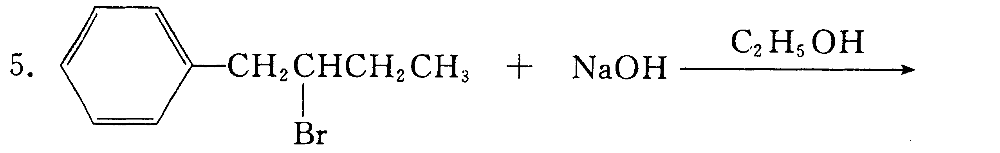 C₂H₅OH
5. CH₂CHCH₂CH₃ + NaOH
Br